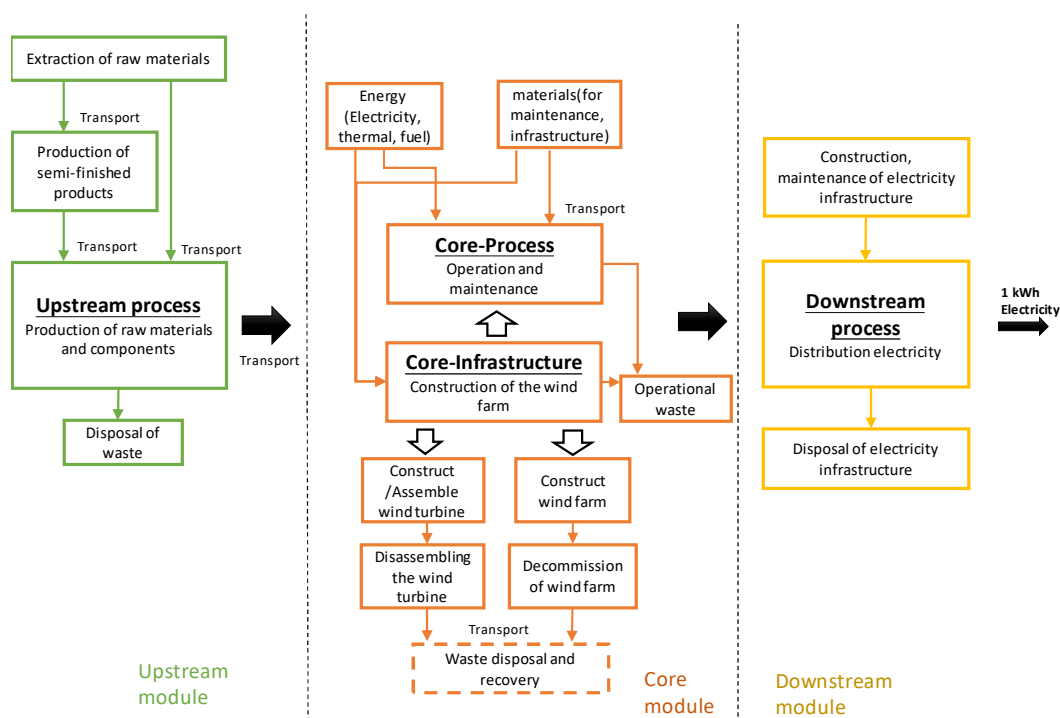 Extraction of raw materials
Transport
Production of
semi-finished
products
Transport
Transport
Upstream process
Production of raw materials
and components
Transport
Disposal of
waste
Upstream
module
Energy
(Electricity,
thermal, fuel)
materials(for
maintenance,
infrastructure)
Transport
Core-Process
Operation and
maintenance
Core-Infrastructure
Construction of the wind
farm
Operational
waste
Construct
/Assemble
wind turbine
Construct
wind farm
Disassembling
the wind
turbine
Decommission
of wind farm
Transport
Waste disposal and
recovery
Core
module
Construction,
maintenance of electricity
infrastructure
Downstream
process
Distribution electricity
1 kWh
Electricity
Disposal of electricity
infrastructure
Downstream
module